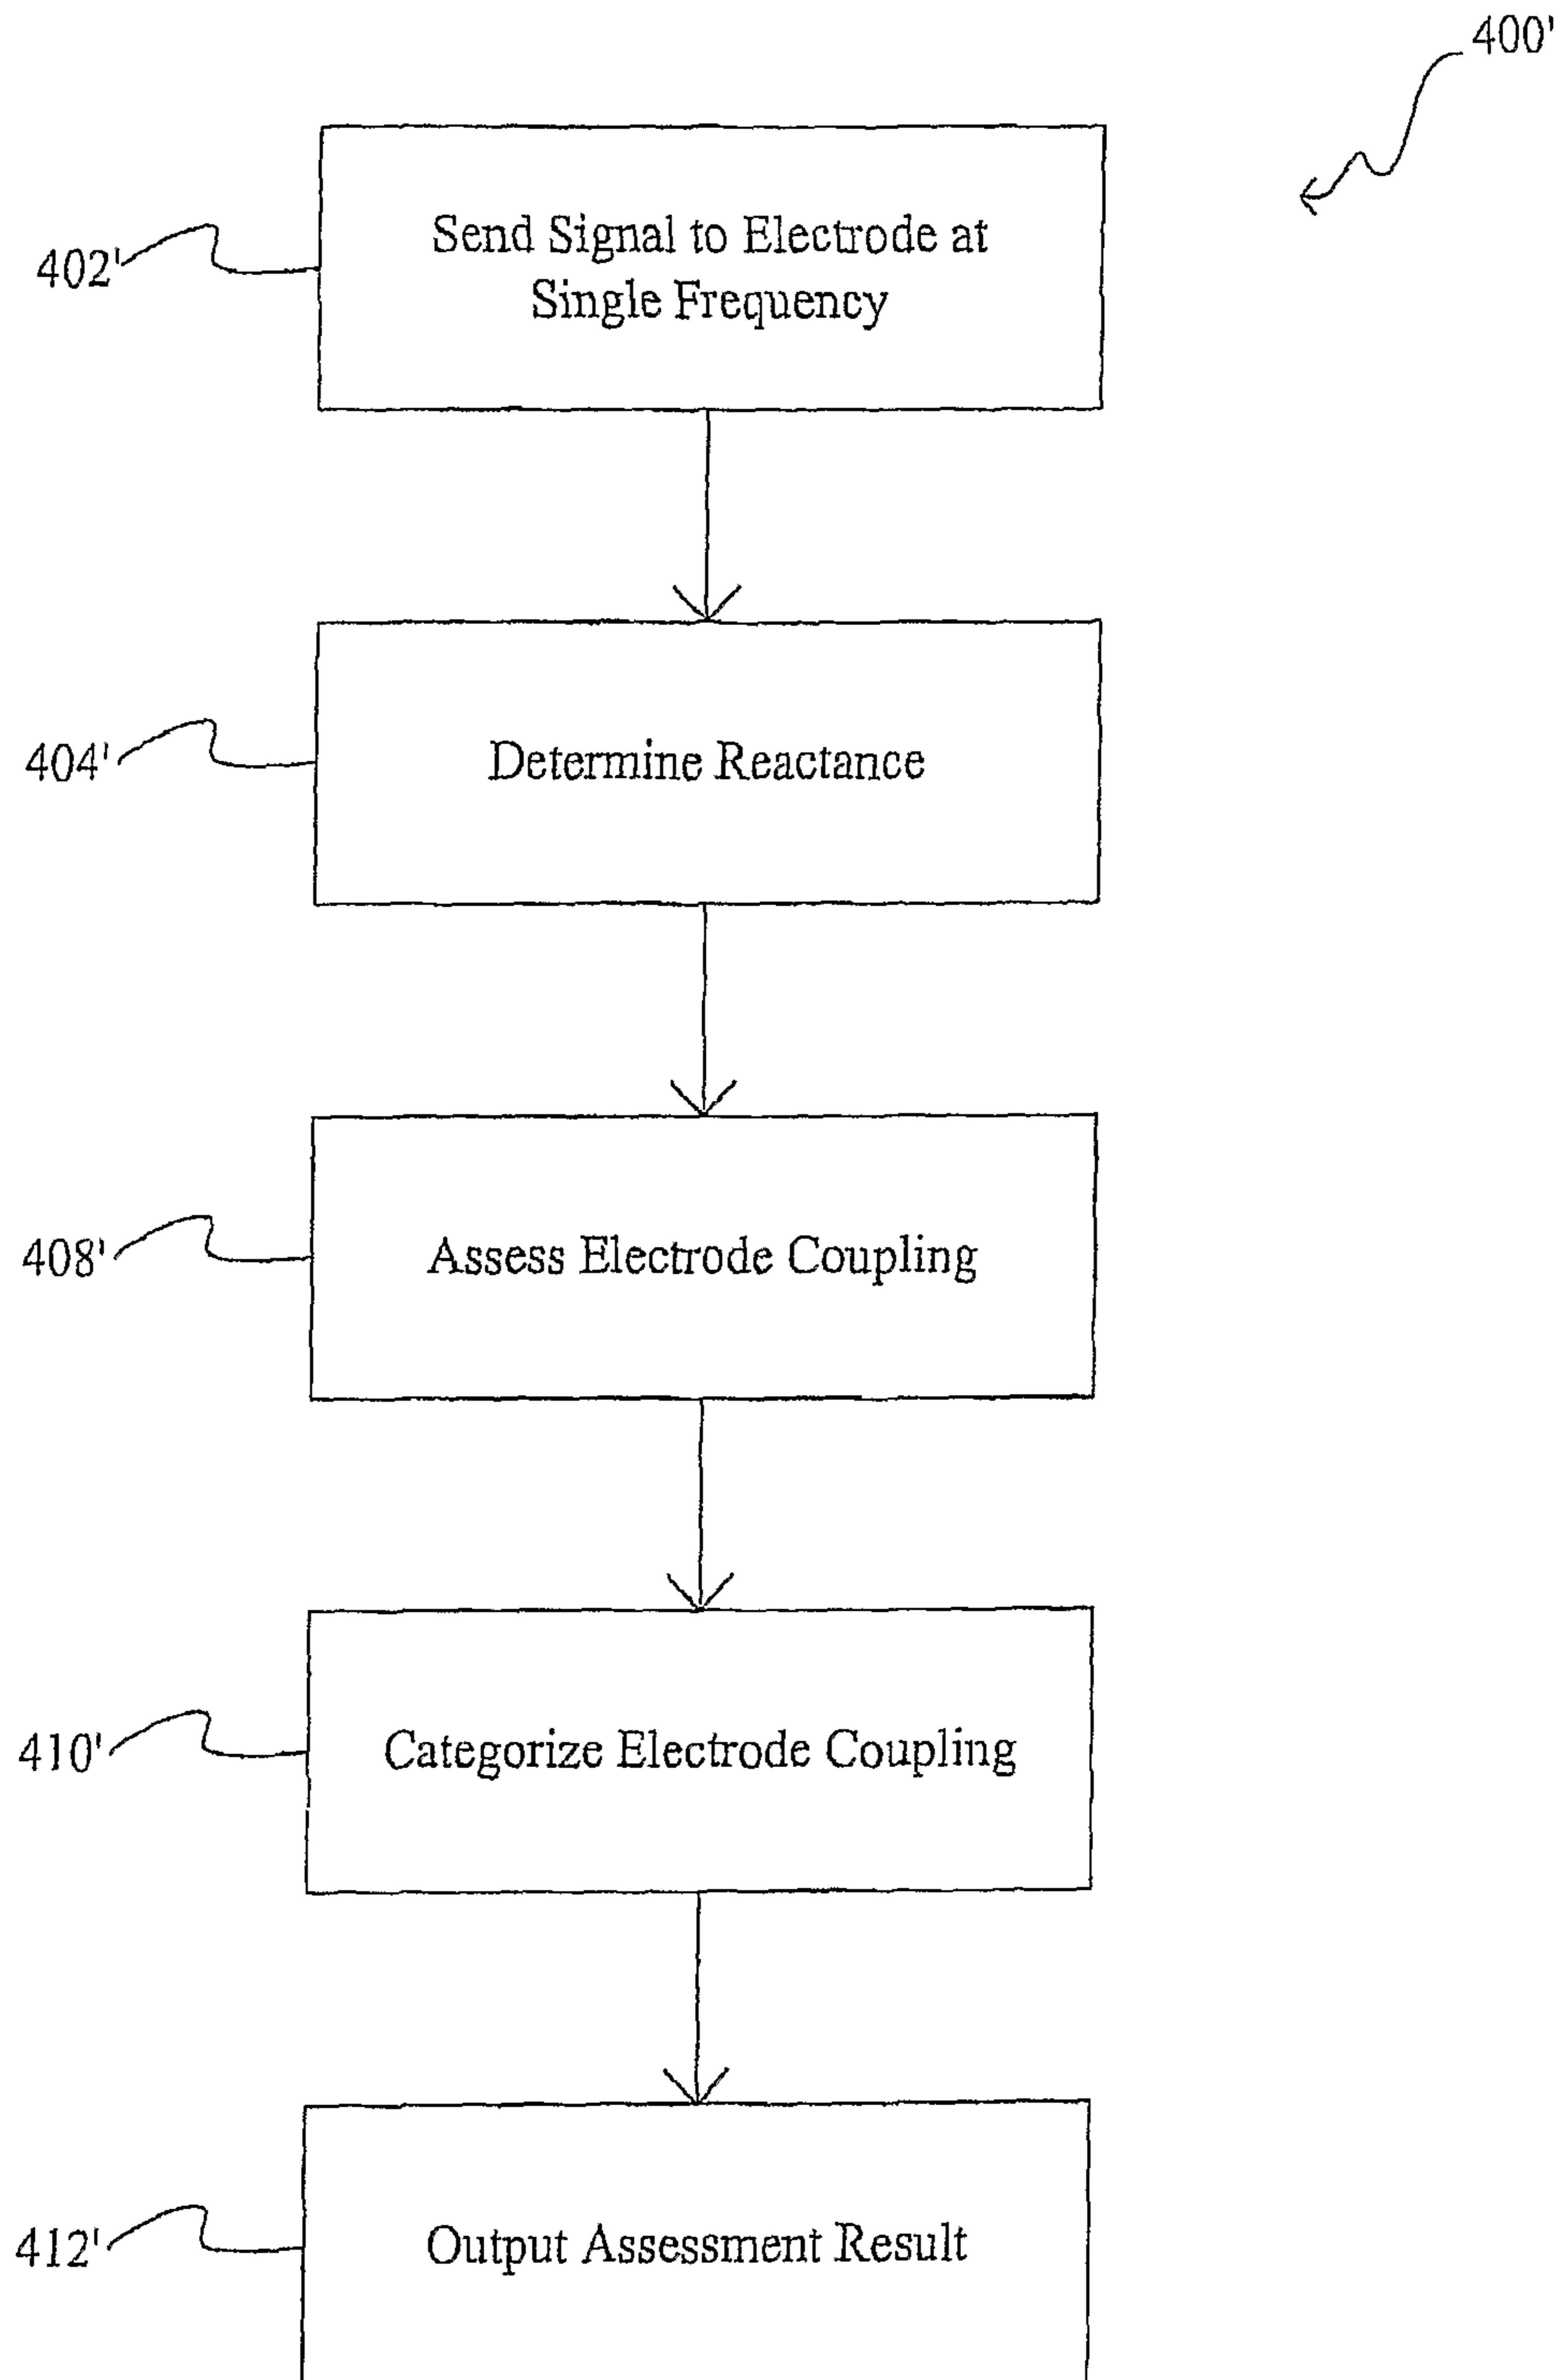 400'
402'
Send Signal to Electrode at
Single Frequency
404'
Determine Reactance
408'
Assess Electrode Coupling
410'
Categorize Electrode Coupling
412'
Output Assessment Result